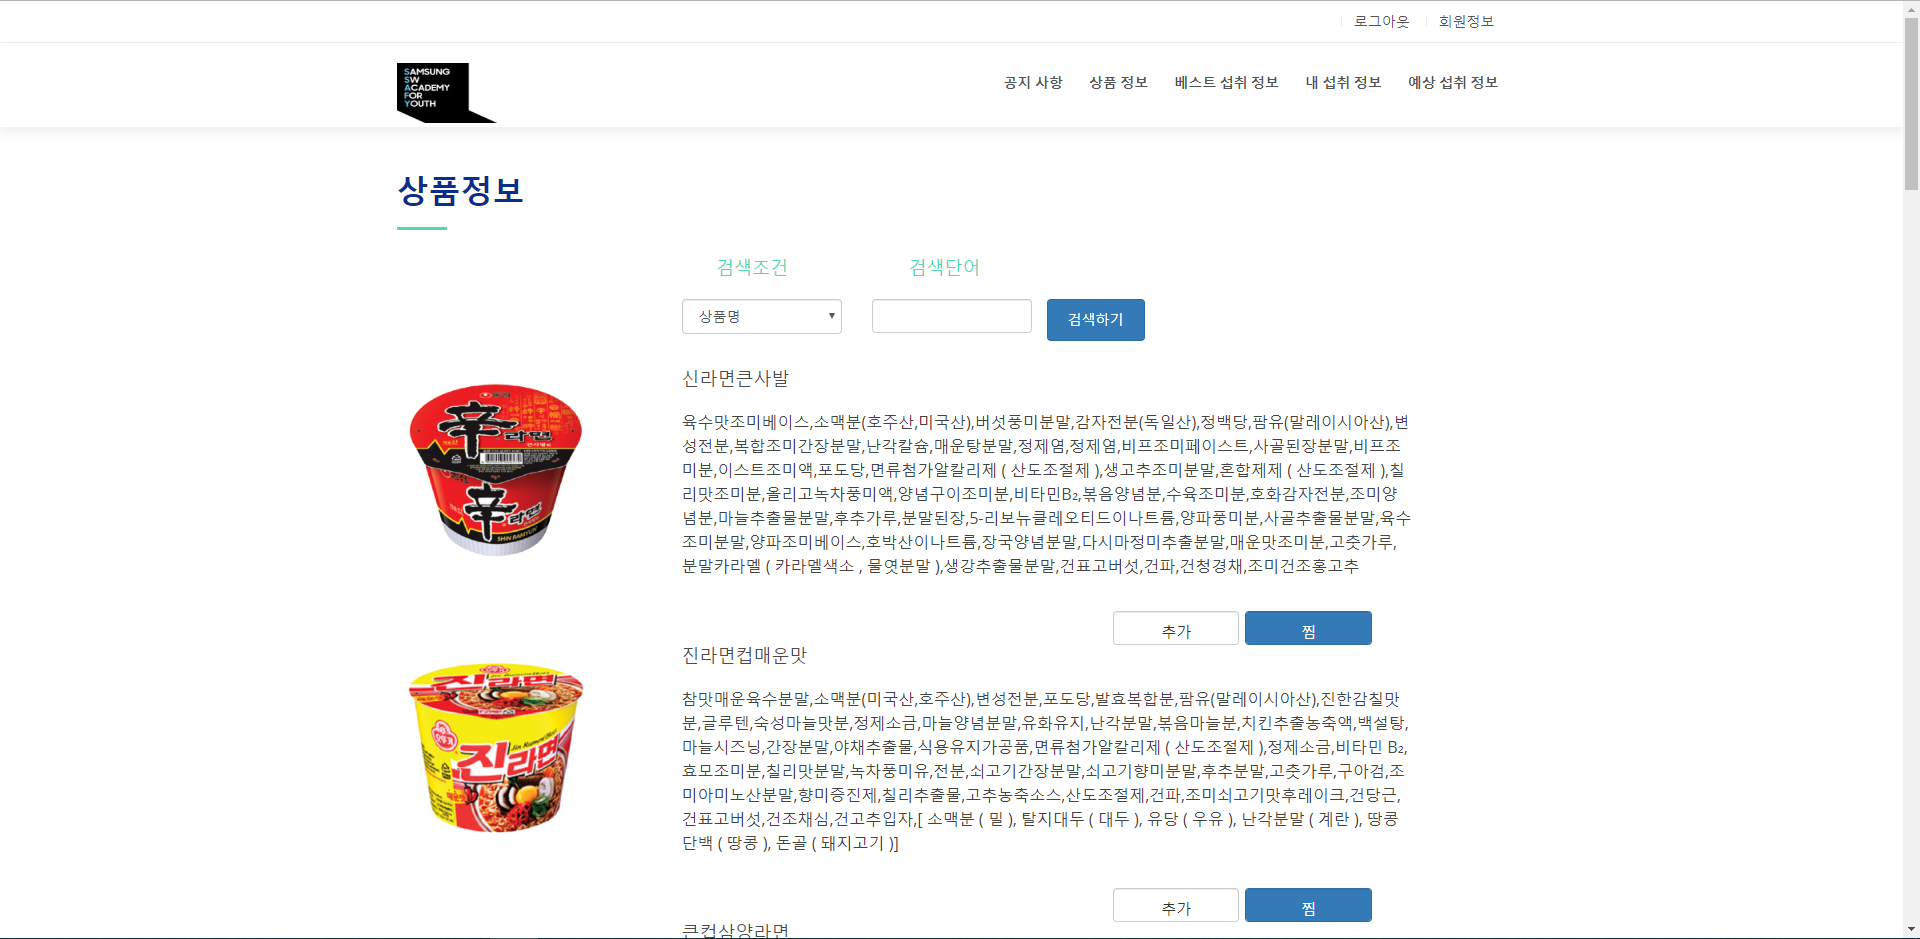 로그아웃
회원정보
SAMSUNG
SW
ACADEMY
FOR
YOUTH
공지 사항
상품 정보
베스트 섭취 정보
내 섭취 정보
예상 섭취 정보
상품정보
검색조건
검색단어
상품명
검색하기
신라면큰사발
육수맛조미베이스,소맥분(호주산,미국산),버섯풍미분말,감자전분(독일산),정백당,팜유(말레이시아산),변
성전분,복합조미간장분말,난각칼슘,매운탕분말,정제염,정제염,비프조미페이스트,사골된장분말,비프조
미분,이스트조미액,포도당,면류첨가알칼리제 ( 산도조절제 ),생고추조미분말,혼합제제 ( 산도조절제 ),칠
리맛조미분,올리고녹차풍미액,양념구이조미분,비타민B₂,볶음양념분,수육조미분,호화감자전분,조미양
념분,마늘추출물분말,후추가루,분말된장,5-리보뉴클레오티드이나트륨,양파풍미분,사골추출물분말,육수
조미분말,양파조미베이스,호박산이나트륨,장국양념분말,다시마정미추출분말,매운맛조미분,고춧가루,
분말카라멜 ( 카라멜색소 , 물엿분말 ),생강추출물분말,건표고버섯,건파,건청경채,조미건조홍고추
辛라면
辛라면
SHIN RAMYUN
추가
찜
진라면컵매운맛
참맛매운육수분말,소맥분(미국산,호주산),변성전분,포도당,발효복합분,팜유(말레이시아산),진한감칠맛
분,글루텐,숙성마늘맛분,정제소금,마늘양념분말,유화유지,난각분말,볶음마늘분,치킨추출농축액,백설탕,
마늘시즈닝,간장분말,야채추출물,식용유지가공품,면류첨가알칼리제 ( 산도조절제 ),정제소금,비타민 B₂,
효모조미분,칠리맛분말,녹차풍미유,전분,쇠고기간장분말,쇠고기향미분말,후추분말,고춧가루,구아검,조
미아미노산분말,향미증진제,칠리추출물,고추농축소스,산도조절제,건파,조미쇠고기맛후레이크,건당근,
건표고버섯,건조채심,건고추입자,[ 소맥분 ( 밀 ), 탈지대두 ( 대두 ), 유당 ( 우유 ), 난각분말 ( 계란 ), 땅콩
단백 ( 땅콩 ), 돈골 ( 돼지고기 )]
진라면
오뚜기
Jin Ramen
진라면
매운맛
추가
찜
큰컵삼양라면